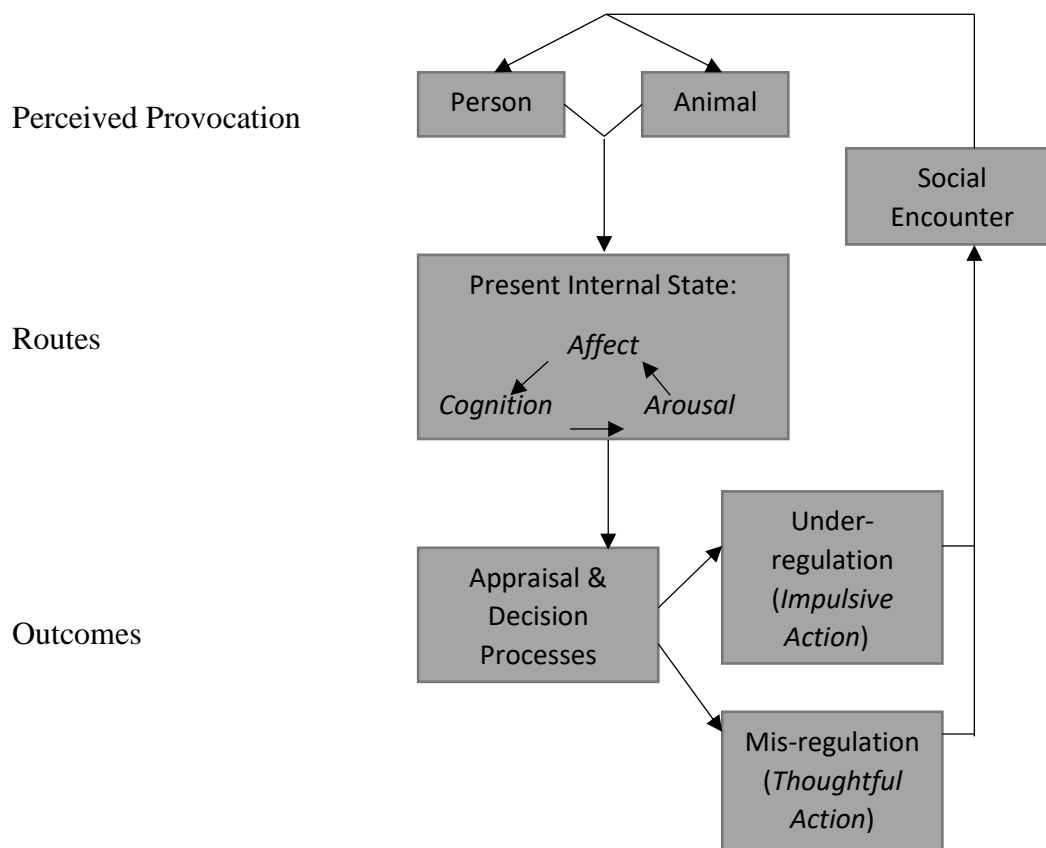 Perceived Provocation
Person
Animal
Social
Encounter
Routes
Present Internal State:
Affect
Cognition
Arousal
Outcomes
Appraisal &
Decision
Processes
Under-
regulation
(Impulsive
Action)
Mis-regulation
(Thoughtful
Action)